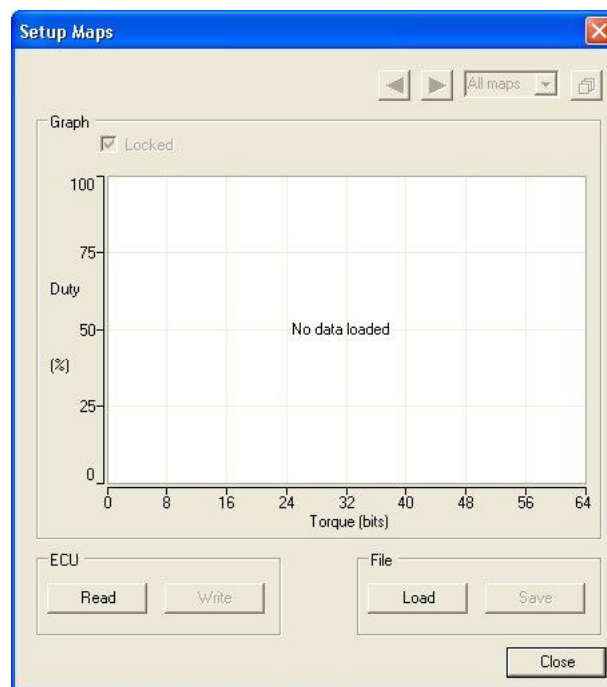 Setup Maps
All maps
Graph
Locked
100
75
Duty
50
(%)
25
0
No data loaded
0 8 16 24 32 40 48 56 64
Torque (bits)
ECU
Read Write
File
Load Save
Close